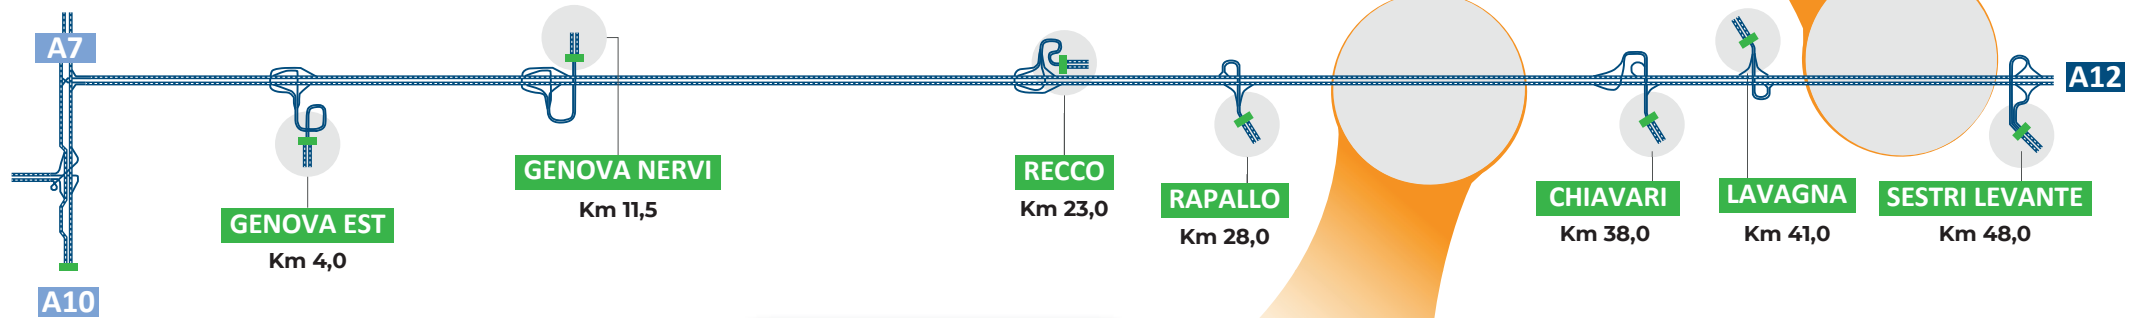 A7
A10
GENOVA EST
Km 4,0
GENOVA NERVI
Km 11,5
RECCO
Km 23,0
RAPALLO
Km 28,0
CHIAVARI
Km 38,0
LAVAGNA
Km 41,0
SESTRI LEVANTE
Km 48,0
A12